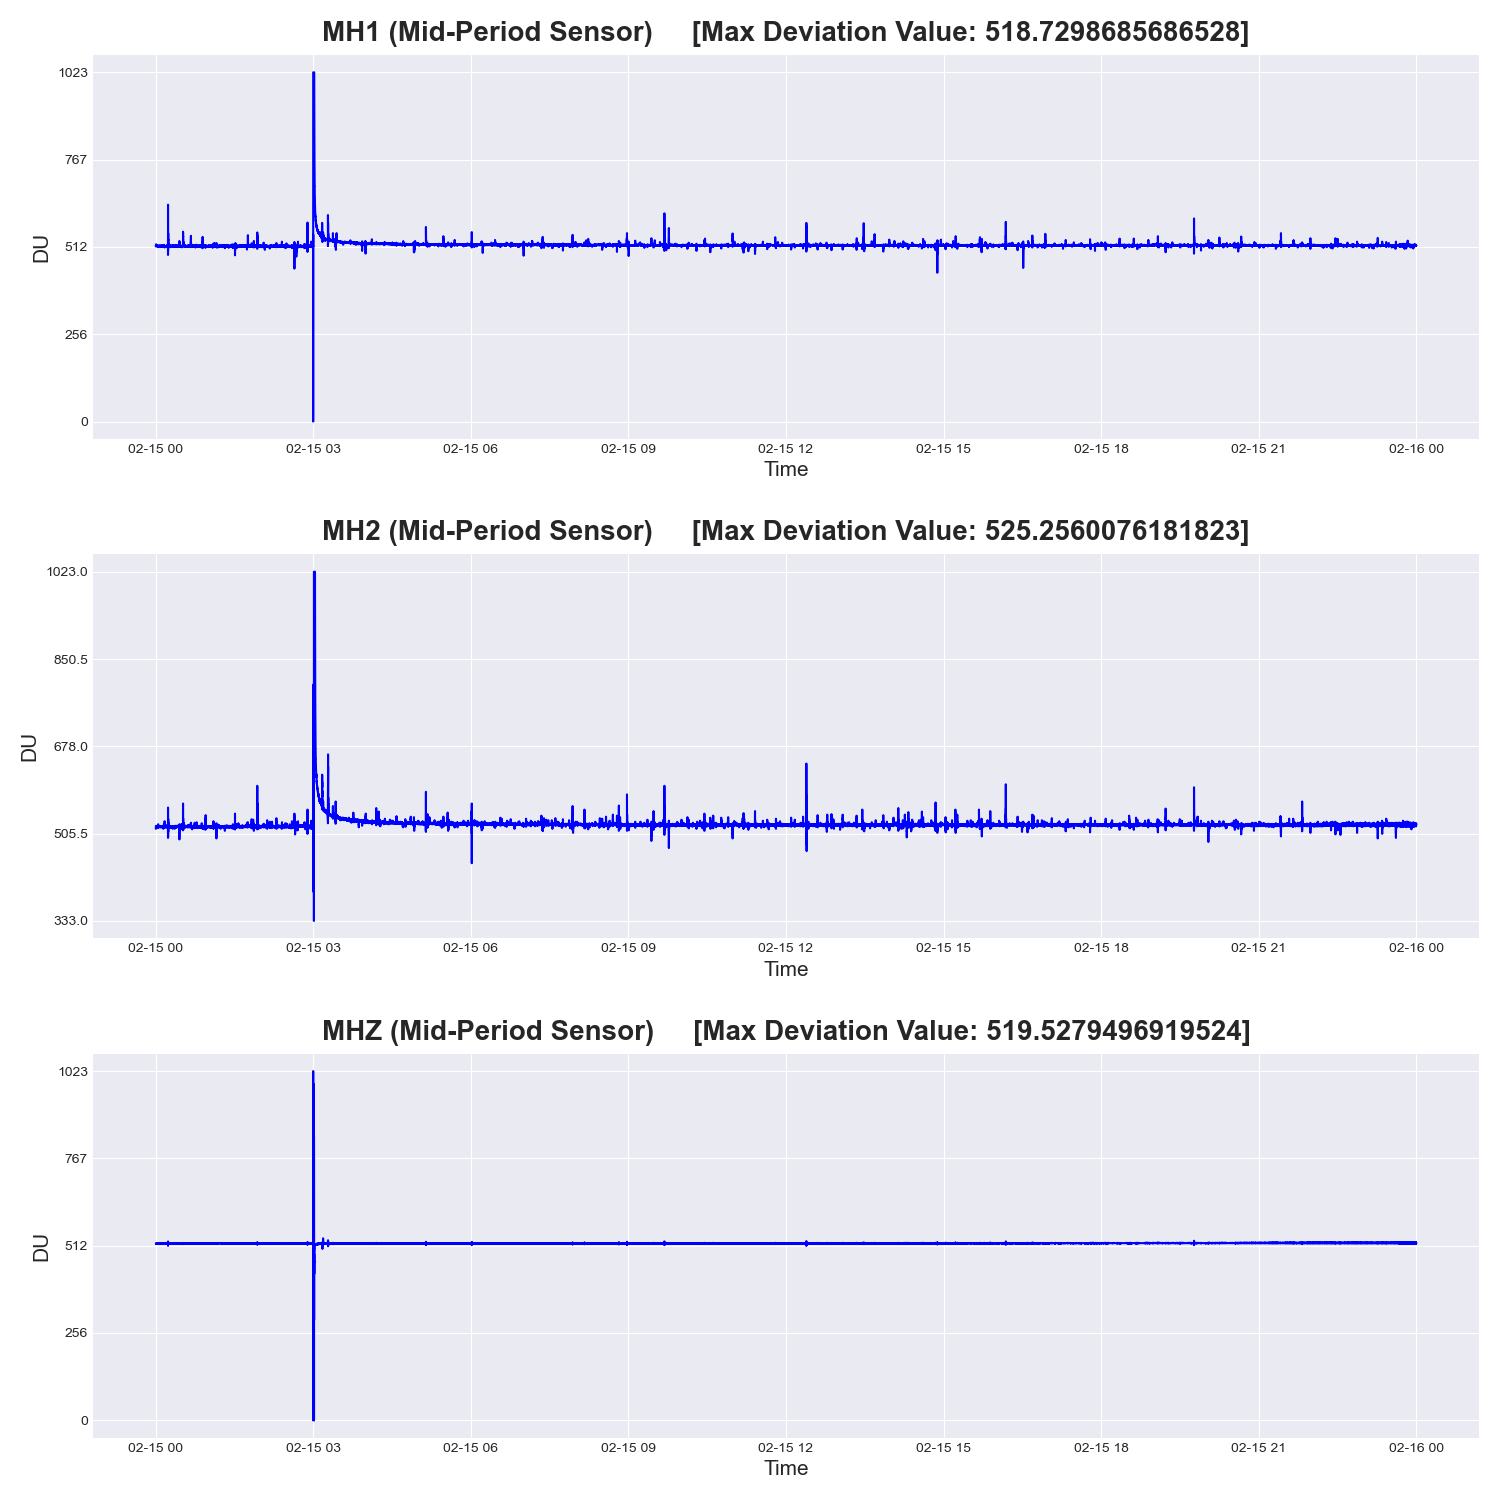 MH1 (Mid-Period Sensor) [Max Deviation Value: 518.7298685686528]
1023
767
512
256
0
DU
02-15 00 02-15 03 02-15 06 02-15 09 02-15 12 02-15 15 02-15 18 02-15 21 02-16 00
Time
MH2 (Mid-Period Sensor) [Max Deviation Value: 525.2560076181823]
1023.0
850.5
678.0
505.5
333.0
DU
02-15 00 02-15 03 02-15 06 02-15 09 02-15 12 02-15 15 02-15 18 02-15 21 02-16 00
Time
MHZ (Mid-Period Sensor) [Max Deviation Value: 519.5279496919524]
1023
767
512
256
0
DU
02-15 00 02-15 03 02-15 06 02-15 09 02-15 12 02-15 15 02-15 18 02-15 21 02-16 00
Time